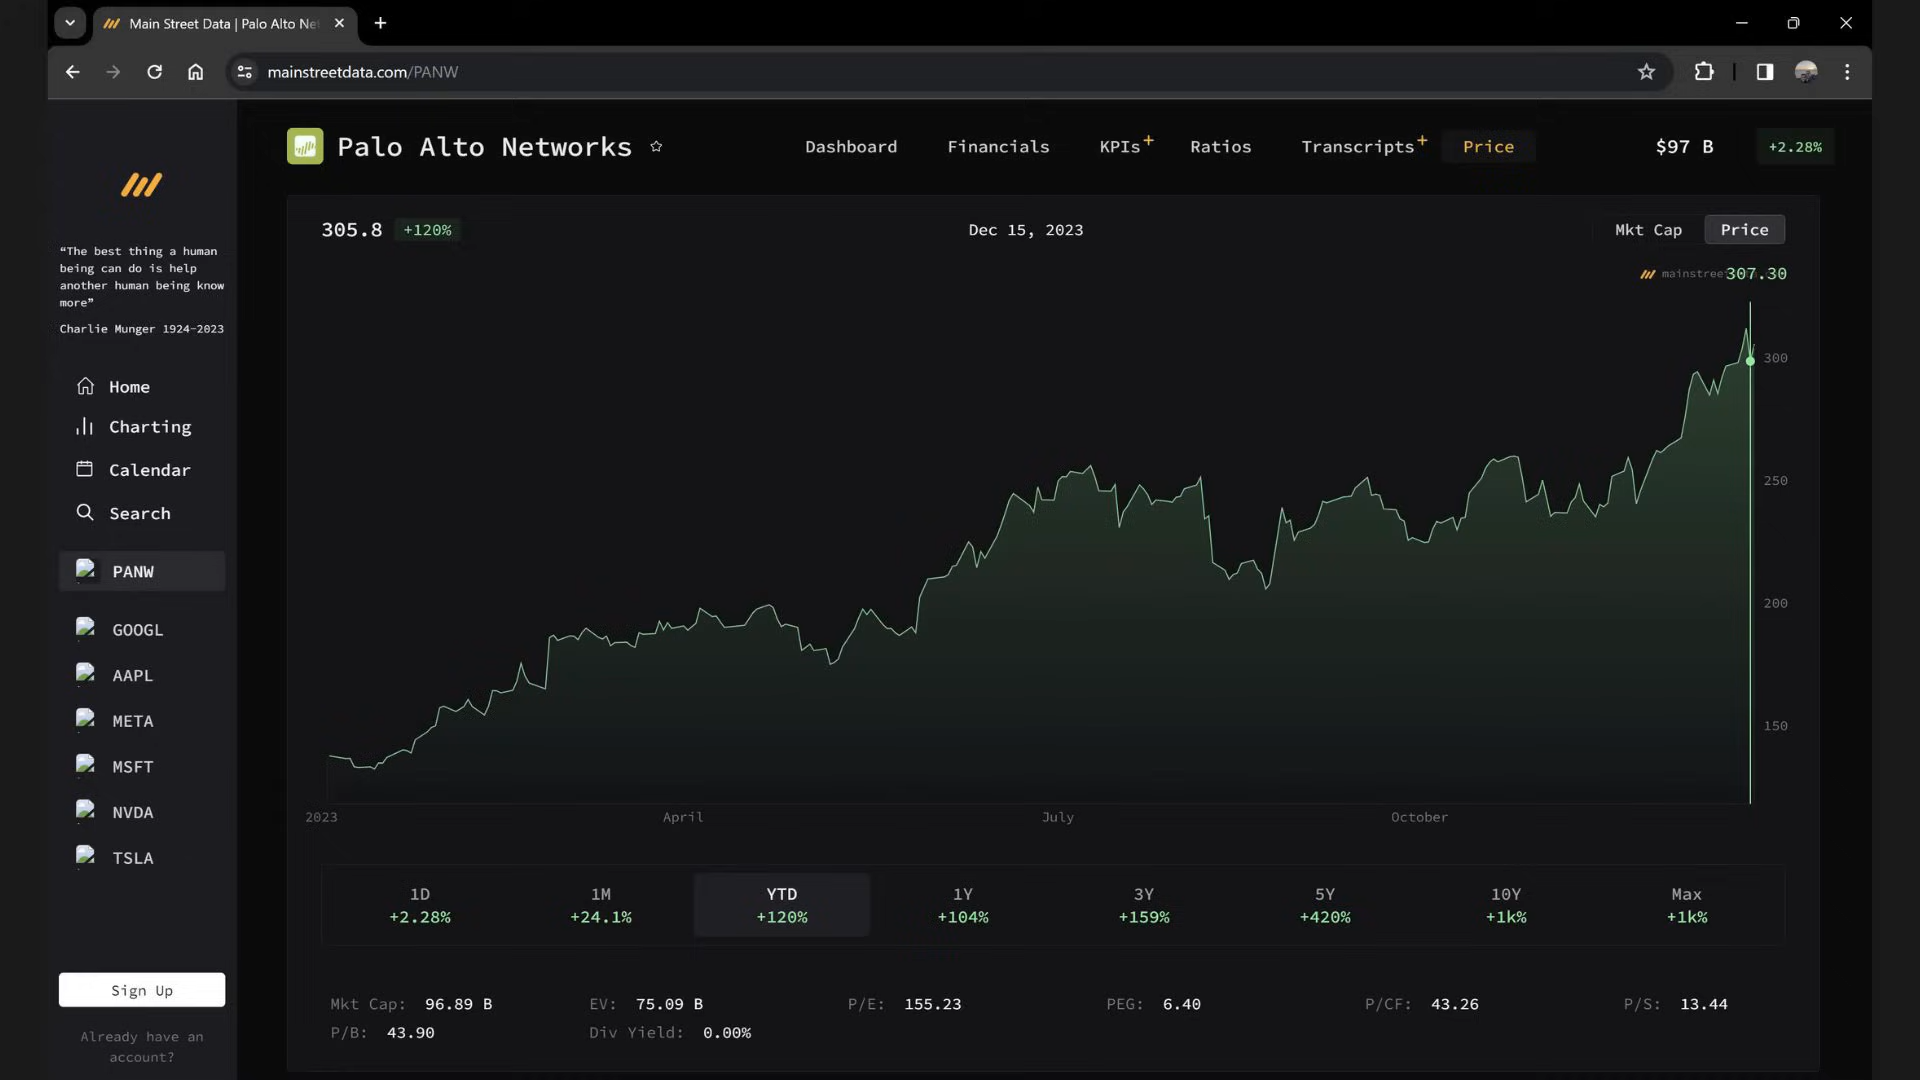 Main Street Data | Palo Alto Ne
mainstreetdata.com/PANW
Palo Alto Networks
Dashboard
Financials
KPIs+
Ratios
Transcripts+
Price
$97 B
+2.28%
“The best thing a human
being can do is help
another human being know
more”
Charlie Munger 1924-2023
Home
Charting
Calendar
Search
PANW
GOOGL
AAPL
META
MSFT
NVDA
TSLA
Sign Up
Already have an
account?
305.8 +120%
Dec 15, 2023
Mkt Cap
Price
mainstree
307.30
300
250
200
150
2023
April
July
October
1D
+2.28%
1M
+24.1%
YTD
+120%
1Y
+104%
3Y
+159%
5Y
+420%
10Y
+1k%
Max
+1k%
Mkt Cap: 96.89 B
EV: 75.09 B
P/E: 155.23
PEG: 6.40
P/CF: 43.26
P/S: 13.44
P/B: 43.90
Div Yield: 0.00%